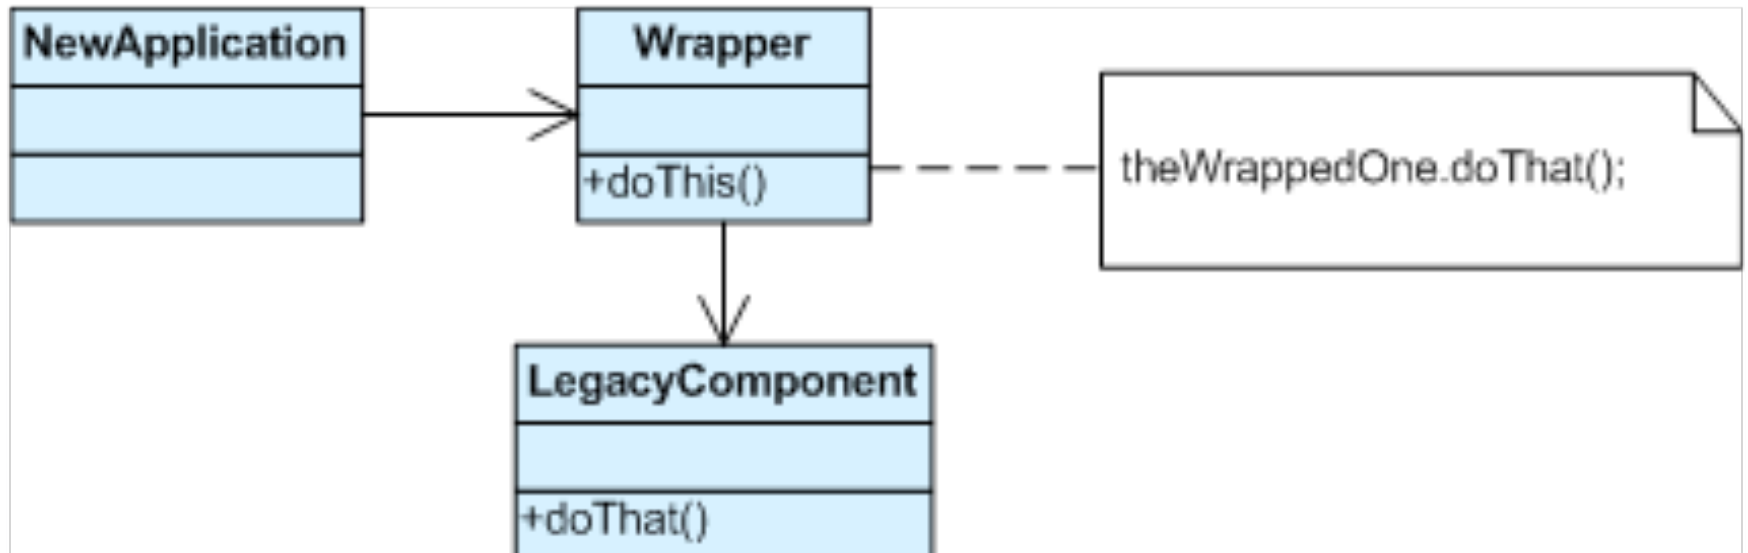 NewApplication
Wrapper
+doThis()
theWrappedOne.doThat();
LegacyComponent
+doThat()